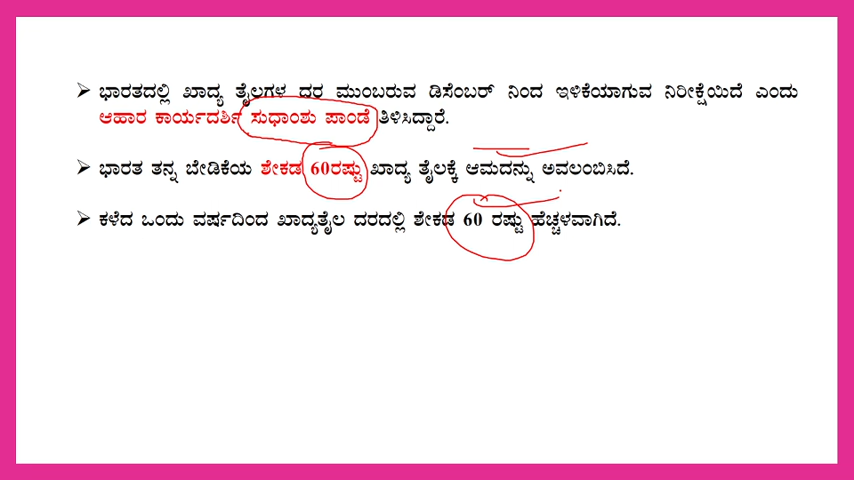 ➢ ಭಾರತದಲ್ಲಿ ಖಾದ್ಯ ತೈಲಗಳ ದರ ಮುಂಬರುವ ಡಿಸೆಂಬರ್ ನಿಂದ ಇಳಿಕೆಯಾಗುವ ನಿರೀಕ್ಷೆಯಿದೆ ಎಂದು
ಆಹಾರ ಕಾರ್ಯದರ್ಶಿ ಸುಧಾಂಶು ಪಾಂಡೆ ತಿಳಿಸಿದ್ದಾರೆ.
➢ ಭಾರತ ತನ್ನ ಬೇಡಿಕೆಯ ಶೇಕಡ 60ರಷ್ಟು ಖಾದ್ಯ ತೈಲಕ್ಕೆ ಆಮದನ್ನು ಅವಲಂಬಿಸಿದೆ.
➢ ಕಳೆದ ಒಂದು ವರ್ಷದಿಂದ ಖಾದ್ಯತೈಲ ದರದಲ್ಲಿ ಶೇಕಡ 60 ರಷ್ಟು ಹೆಚ್ಚಳವಾಗಿದೆ.